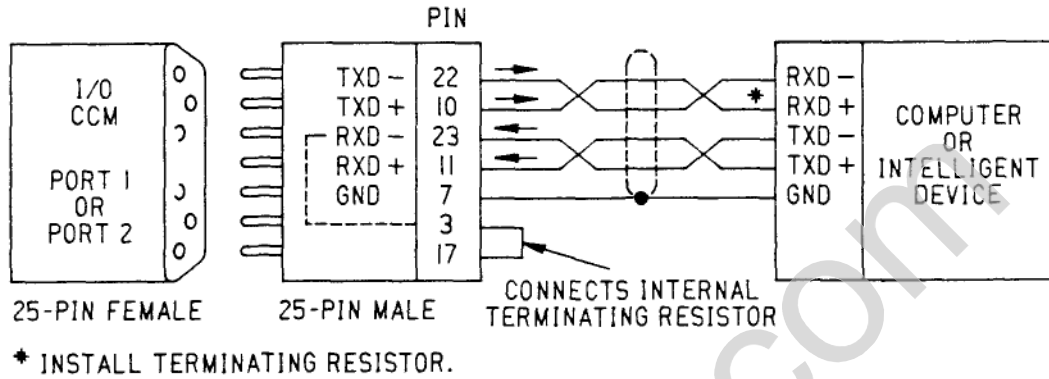 PIN
I/O
CCM
PORT 1
OR
PORT 2
25-PIN FEMALE
TXD - 22
TXD + 10
RXD - 23
RXD + 11
GND 7
3
17
25-PIN MALE
CONNECTS INTERNAL
TERMINATING RESISTOR
RXD -
* RXD +
TXD -
TXD +
GND
COMPUTER
OR
INTELLIGENT
DEVICE
* INSTALL TERMINATING RESISTOR.
com